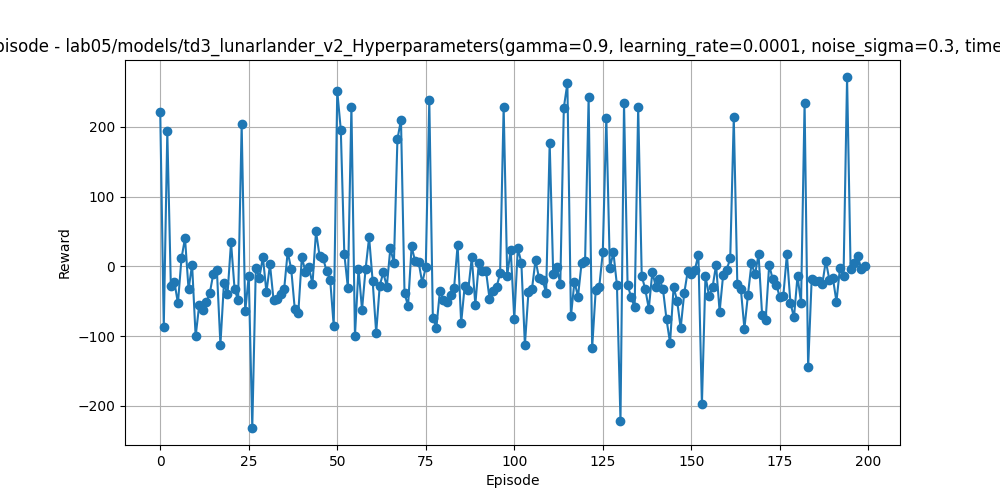 pisode - lab05/models/td3_lunarlander_v2_Hyperparameters(gamma=0.9, learning_rate=0.0001, noise_sigma=0.3, time
200
100
0
−100
−200
Reward
0 25 50 75 100 125 150 175 200
Episode